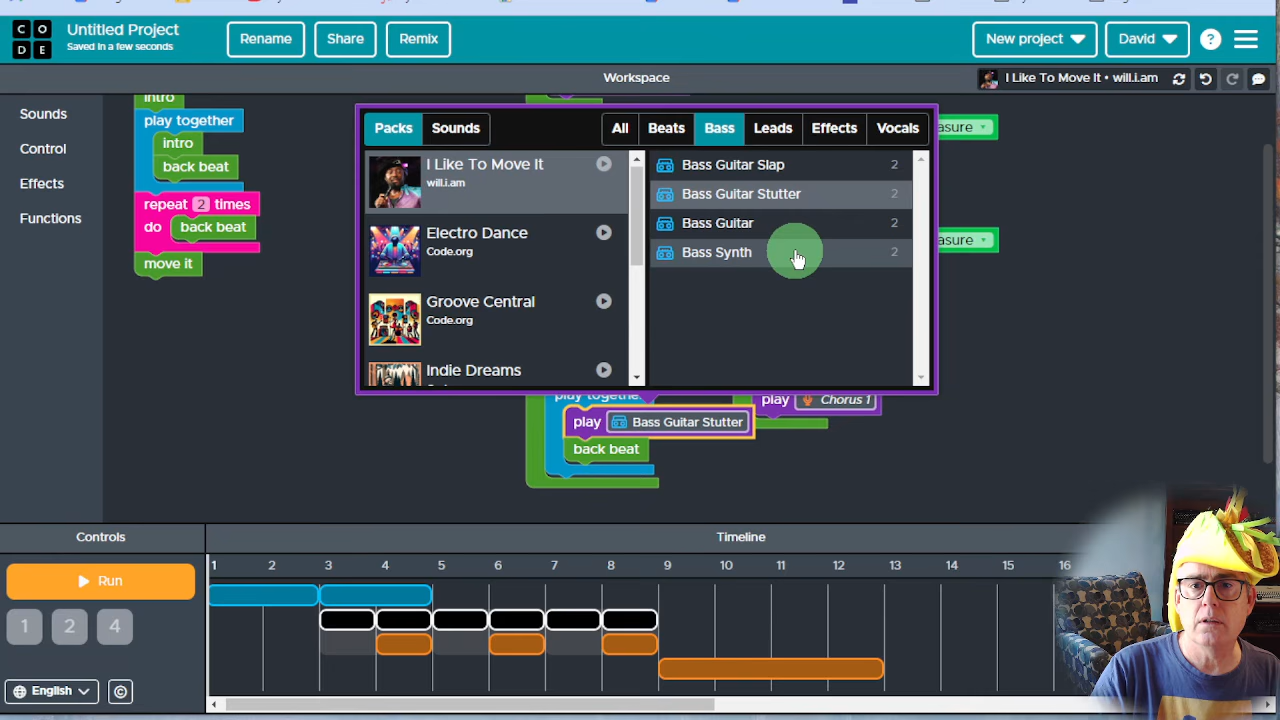 CO
DE
Untitled Project
Saved in a few seconds
Rename
Share
Remix
New project
David
?
Workspace
I Like To Move It • will.i.am
Sounds
Control
Effects
Functions
intro
play together
intro
back beat
repeat 2 times
do back beat
move it
Packs
Sounds
All
Beats
Bass
Leads
Effects
Vocals
I Like To Move It
will.i.am
Electro Dance
Code.org
Groove Central
Code.org
Indie Dreams
Bass Guitar Slap 2
Bass Guitar Stutter 2
Bass Guitar 2
Bass Synth 2
asure
asure
play together
play Bass Guitar Stutter
back beat
play Chorus 1
Controls
Timeline
Run
1 2 4
English
©
1 2 3 4 5 6 7 8 9 10 11 12 13 14 15 16